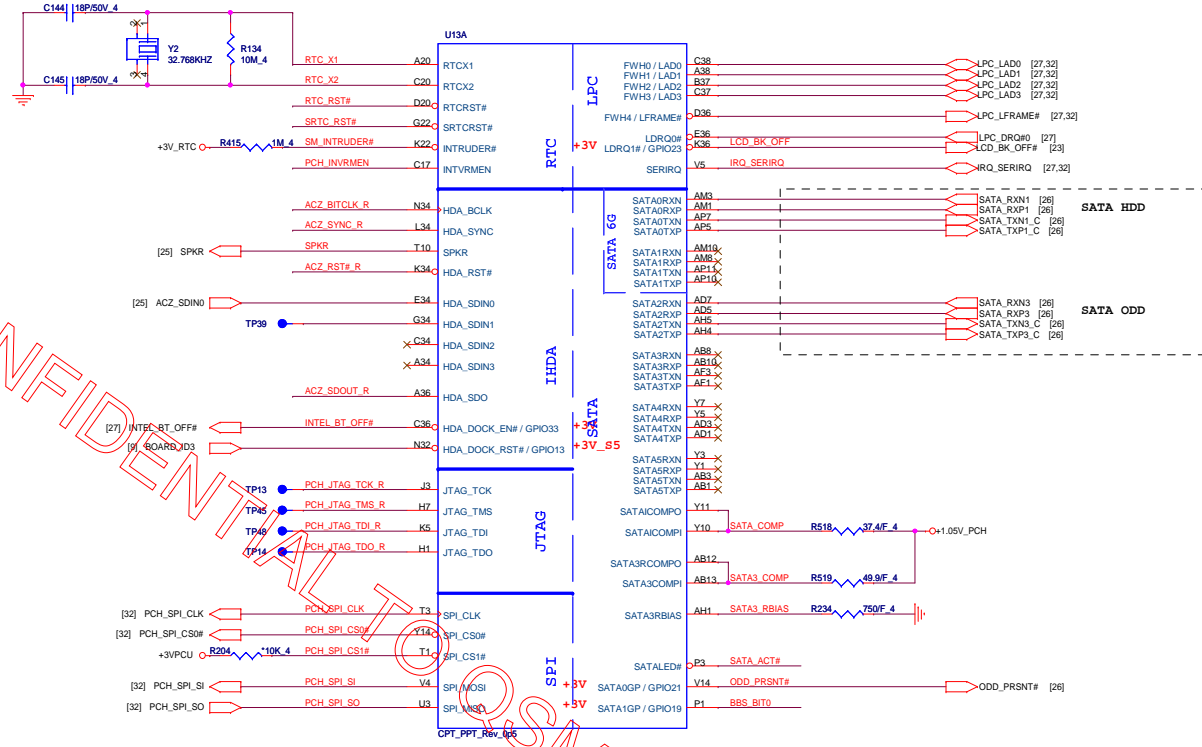 C144 18P/50V_4
2 1
Y2
32.768KHZ
3 4
R134
10M_4
C145 18P/50V_4
U13A
RTC_X1 A20 RTCX1
RTC_X2 C20 RTCX2
RTC_RST# D20 RTCRST#
SRTC_RST# G22 SRTCRST#
+3V_RTC R415 1M_4 SM_INTRUDER# K22 INTRUDER#
PCH_INVRMEN C17 INTVRMEN
RTC
LPC
+3V
FWH0 / LAD0 C38 LPC_LAD0 [27,32]
FWH1 / LAD1 A38 LPC_LAD1 [27,32]
FWH2 / LAD2 B37 LPC_LAD2 [27,32]
FWH3 / LAD3 C37 LPC_LAD3 [27,32]
FWH4 / LFRAME# D36 LPC_LFRAME# [27,32]
LDRQ0# E36 LPC_DRQ#0 [27]
LDRQ1# / GPIO23 K36 LCD_BK_OFF LCD_BK_OFF# [23]
SERIRQ V5 IRQ_SERIRQ [27,32]
ACZ_BITCLK_R N34 HDA_BCLK
ACZ_SYNC_R L34 HDA_SYNC
[25] SPKR SPKR T10 SPKR
ACZ_RST#_R K34 HDA_RST#
[25] ACZ_SDIN0 E34 HDA_SDIN0
TP39 G34 HDA_SDIN1
C34 HDA_SDIN2
A34 HDA_SDIN3
ACZ_SDOUT_R A36 HDA_SDO
[27] INTEL_BT_OFF# INTEL_BT_OFF# C36 HDA_DOCK_EN# / GPIO33 +3V
[9] BOARD_ID3 N32 HDA_DOCK_RST# / GPIO13 +3V_S5
IHDA
SATA
SATA 6G
SATA0RXN AM3 SATA_RXN1 [26]
SATA0RXP AM1 SATA_RXP1 [26]
SATA0TXN AP7 SATA_TXN1_C [26]
SATA0TXP AP5 SATA_TXP1_C [26]
SATA HDD
SATA1RXN AM10
SATA1RXP AM8
SATA1TXN AP11
SATA1TXP AP10
SATA2RXN AD7 SATA_RXN3 [26]
SATA2RXP AD5 SATA_RXP3 [26]
SATA2TXN AH5 SATA_TXN3_C [26]
SATA2TXP AH4 SATA_TXP3_C [26]
SATA ODD
SATA3RXN AB8
SATA3RXP AB10
SATA3TXN AF3
SATA3TXP AF1
SATA4RXN Y7
SATA4RXP Y5
SATA4TXN AD3
SATA4TXP AD1
SATA5RXN Y3
SATA5RXP Y1
SATA5TXN AB3
SATA5TXP AB1
SATAICOMPO Y11
SATAICOMPI Y10 SATA_COMP R518 37.4/F_4 +1.05V_PCH
SATA3RCOMPO AB12
SATA3COMPI AB13 SATA3_COMP R519 49.9/F_4
SATA3RBIAS AH1 SATA3_RBIAS R234 750/F_4
SATALED# P3 SATA_ACT#
SATA0GP / GPIO21 V14 ODD_PRSNT# ODD_PRSNT# [26]
SATA1GP / GPIO19 P1 BBS_BIT0
TP13 PCH_JTAG_TCK_R J3 JTAG_TCK
TP45 PCH_JTAG_TMS_R H7 JTAG_TMS
TP48 PCH_JTAG_TDI_R K5 JTAG_TDI
TP14 PCH_JTAG_TDO_R H1 JTAG_TDO
JTAG
[32] PCH_SPI_CLK PCH_SPI_CLK T3 SPI_CLK
[32] PCH_SPI_CS0# PCH_SPI_CS0# Y14 SPI_CS0#
+3VPCU R204 *10K_4 PCH_SPI_CS1# T1 SPI_CS1#
[32] PCH_SPI_SI PCH_SPI_SI V4 SPI_MOSI +3V
[32] PCH_SPI_SO PCH_SPI_SO U3 SPI_MISO +3V
SPI
CPT_PPT_Rev_0p5
NFIDENTIAL TO QSM